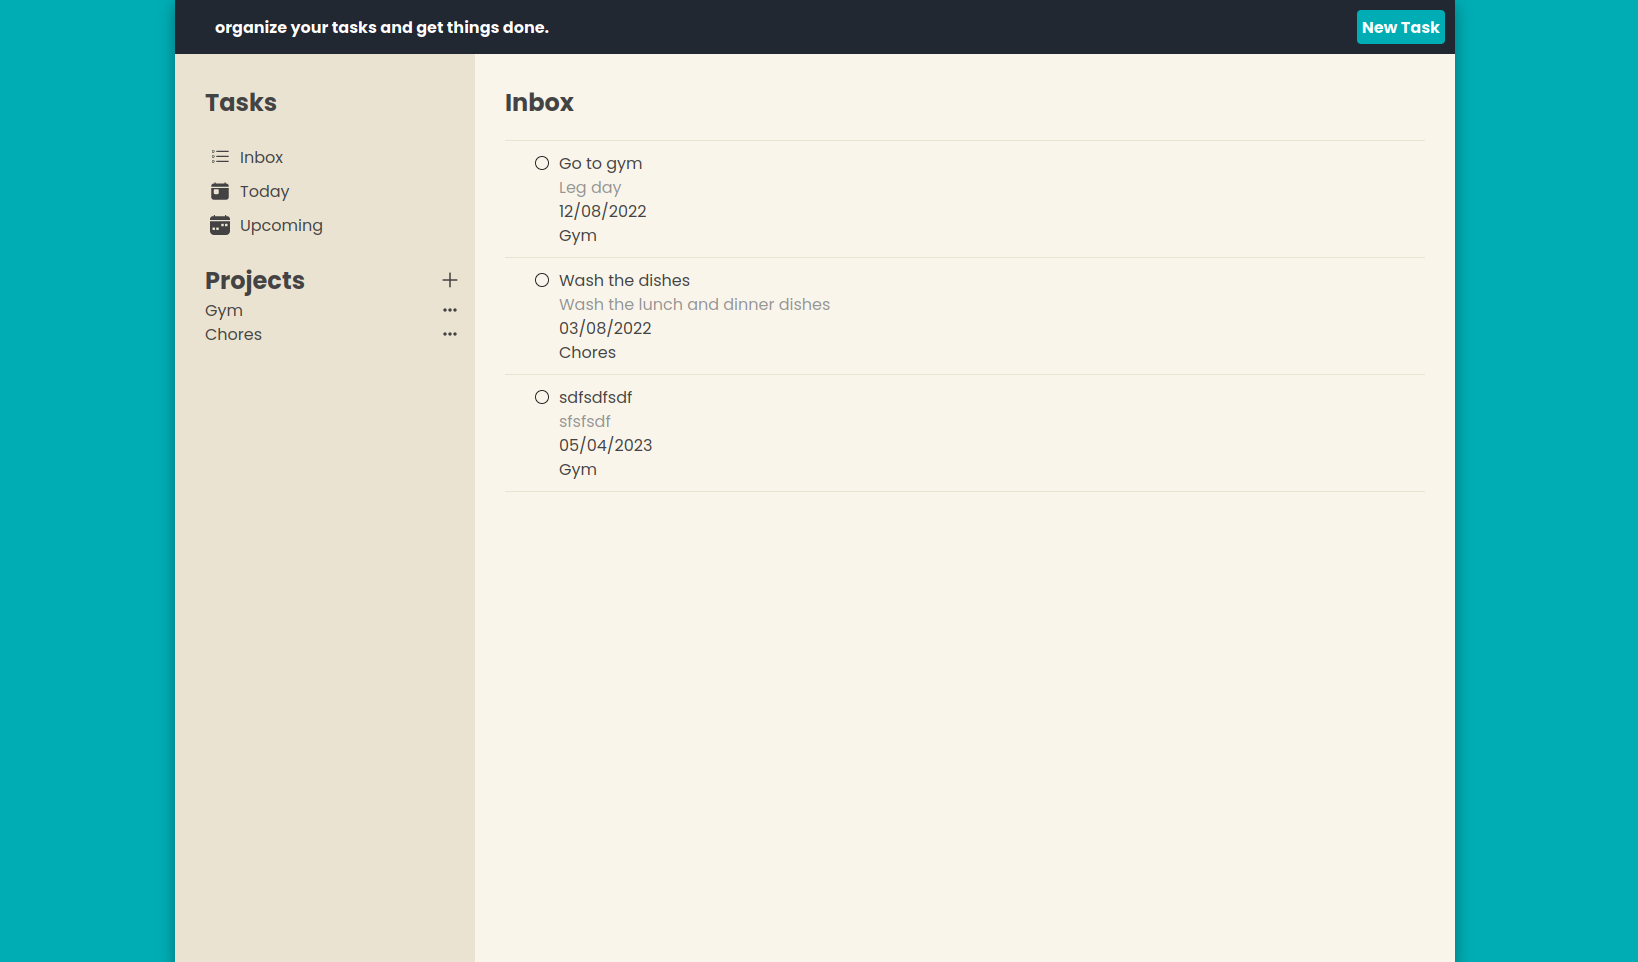 organize your tasks and get things done.
New Task
Tasks
Inbox
Today
Upcoming
Projects
Gym
Chores
Inbox
Go to gym
Leg day
12/08/2022
Gym
Wash the dishes
Wash the lunch and dinner dishes
03/08/2022
Chores
sdfsdfsdf
sfsfsdf
05/04/2023
Gym